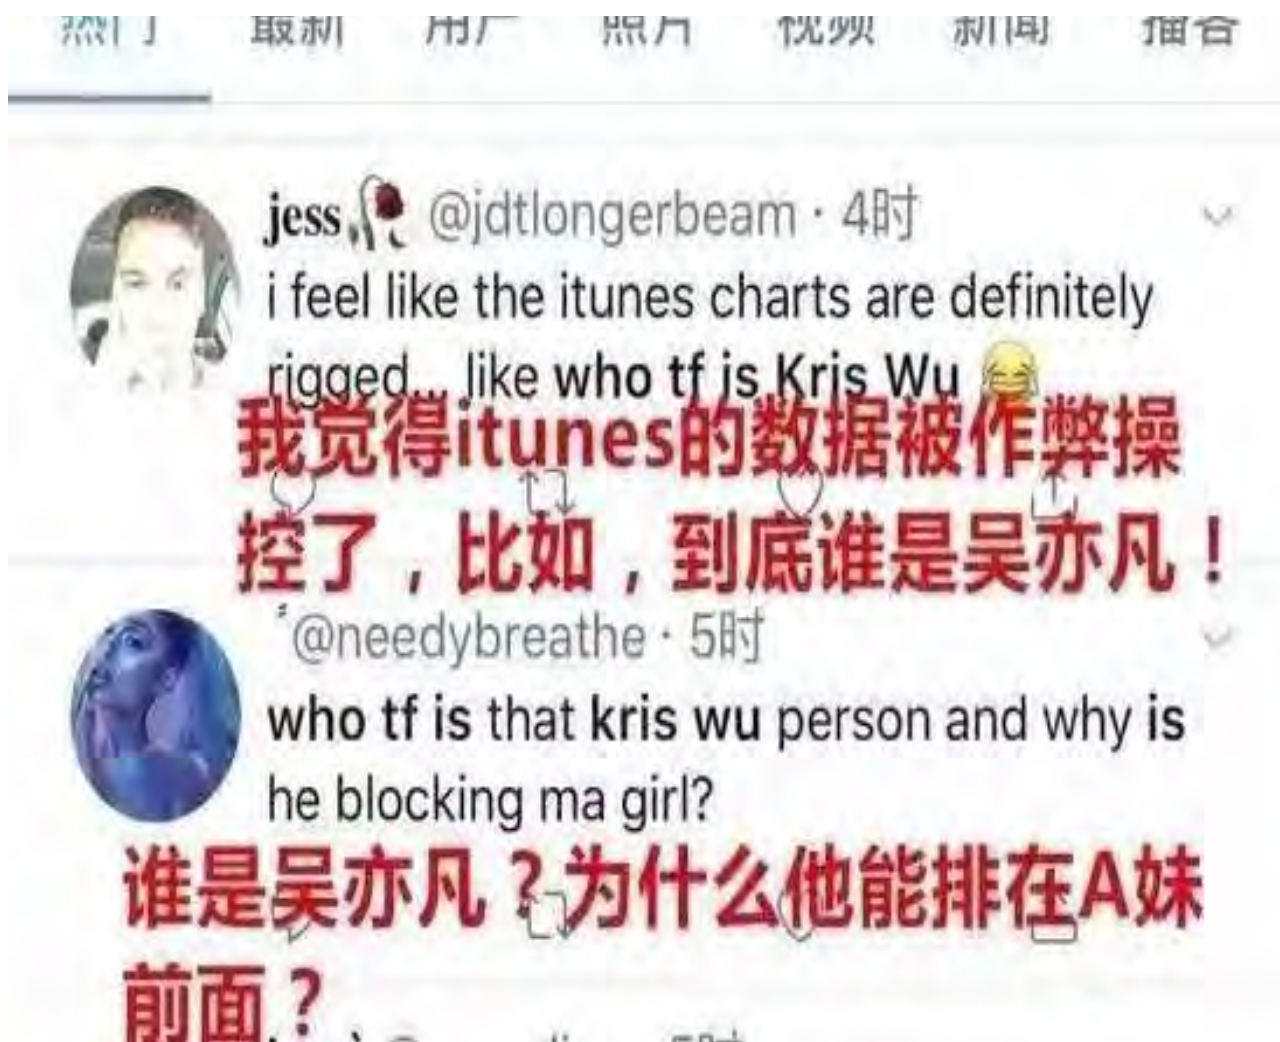 热门 最新 用户 照片 视频 新闻 播客
jess🥀 @jdtlongerbeam · 4时
i feel like the itunes charts are definitely
rigged... like who tf is Kris Wu 😂
我觉得itunes的数据被作弊操
控了，比如，到底谁是吴亦凡！
@needybreathe · 5时
who tf is that kris wu person and why is
he blocking ma girl?
谁是吴亦凡？为什么他能排在A妹
前面？